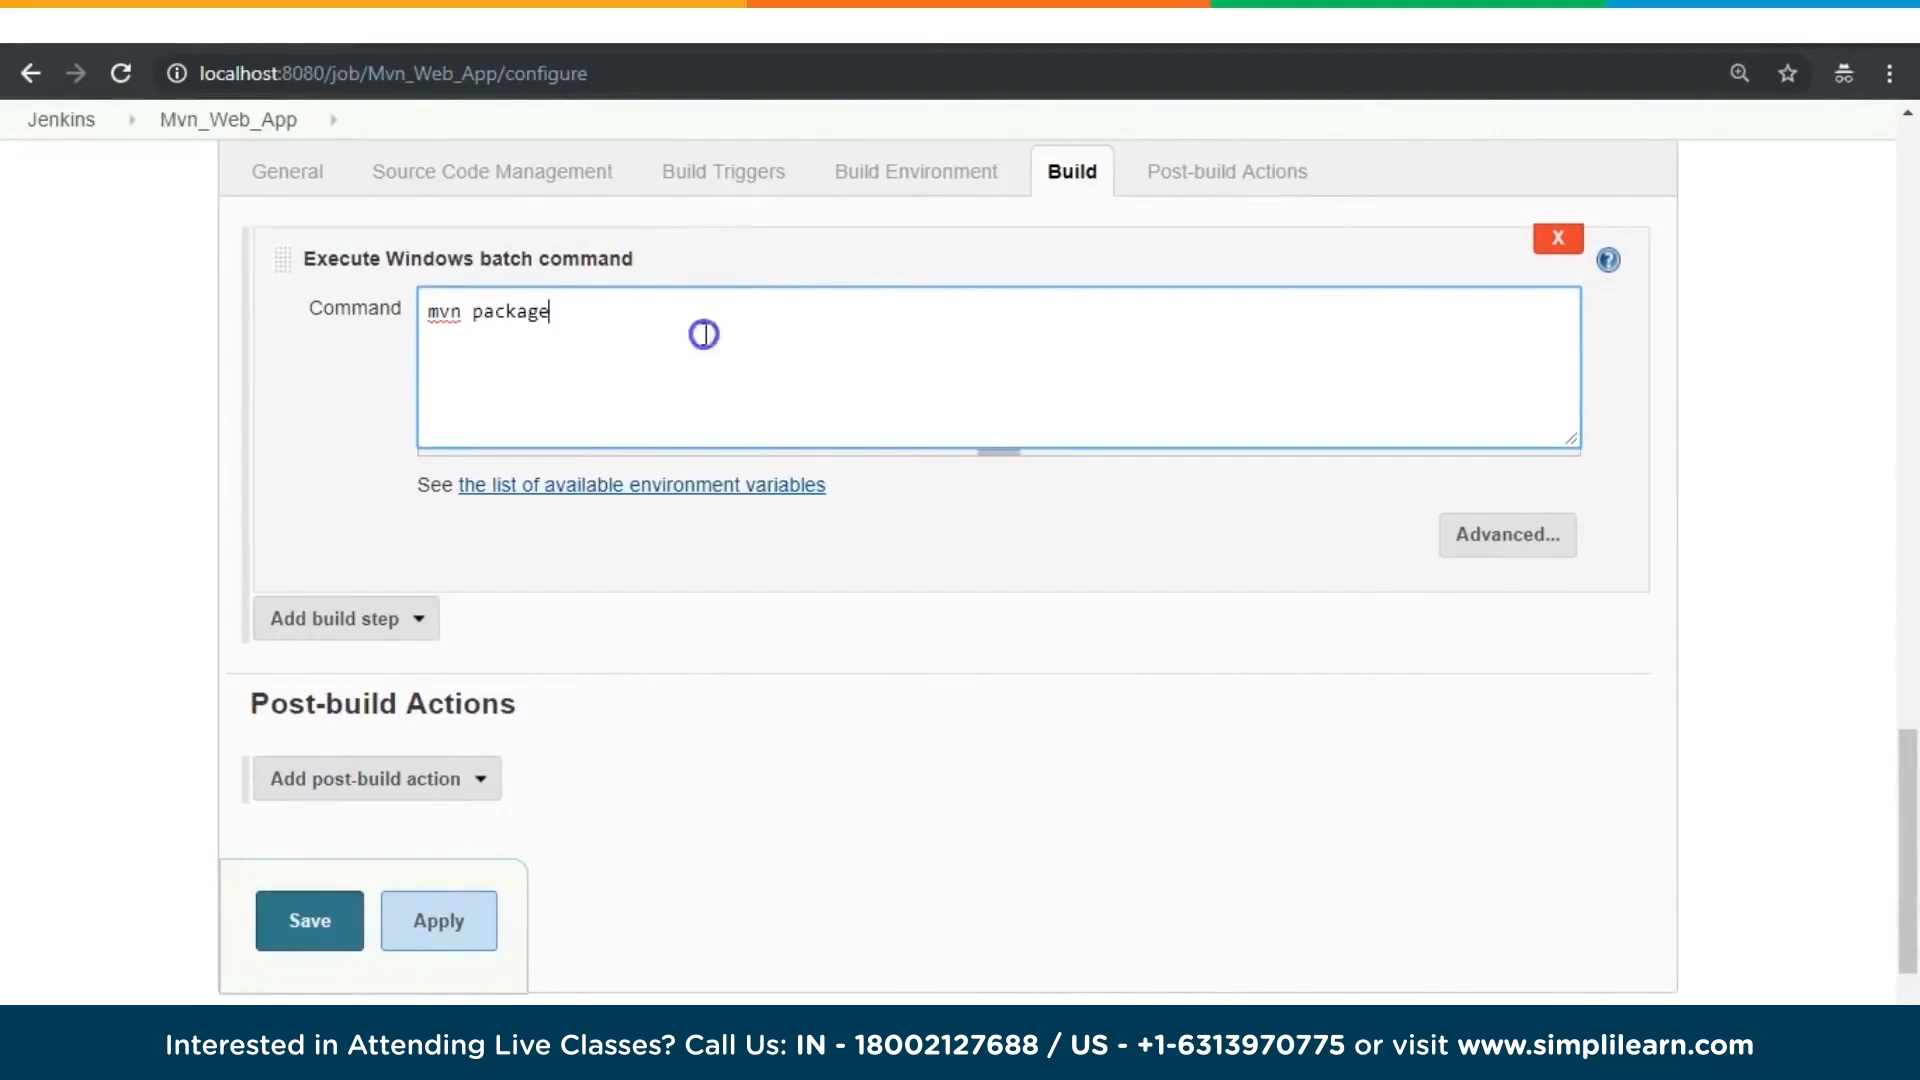 localhost:8080/job/Mvn_Web_App/configure
Jenkins Mvn_Web_App
General Source Code Management Build Triggers Build Environment Build Post-build Actions
X
Execute Windows batch command ?
Command mvn package
See the list of available environment variables
Advanced...
Add build step
Post-build Actions
Add post-build action
Save Apply
Interested in Attending Live Classes? Call Us: IN - 18002127688 / US - +1-6313970775 or visit www.simplilearn.com